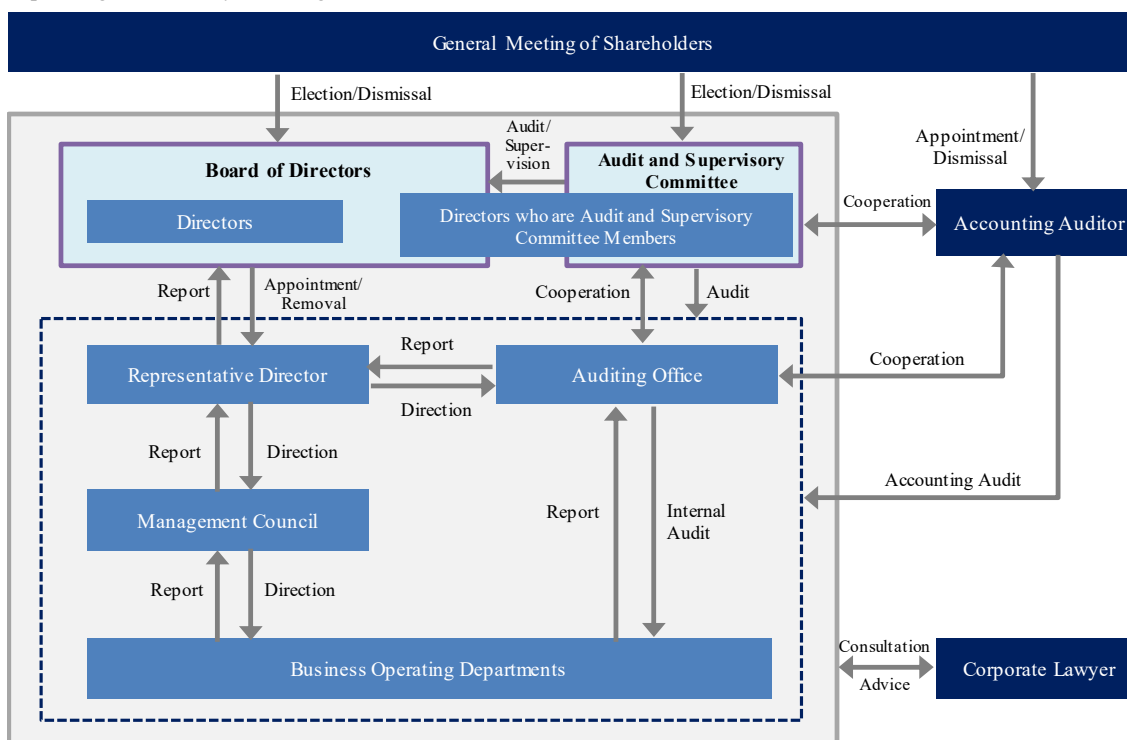 General Meeting of Shareholders
Election/Dismissal
Election/Dismissal
Appointment/
Dismissal
Audit/
Super-
vision
Board of Directors
Audit and Supervisory
Committee
Directors
Directors who are Audit and Supervisory
Committee Members
Cooperation
Accounting Auditor
Report
Appointment/
Removal
Cooperation
Audit
Representative Director
Report
Direction
Auditing Office
Cooperation
Report
Direction
Accounting Audit
Management Council
Report
Internal
Audit
Report
Direction
Business Operating Departments
Consultation
Advice
Corporate Lawyer